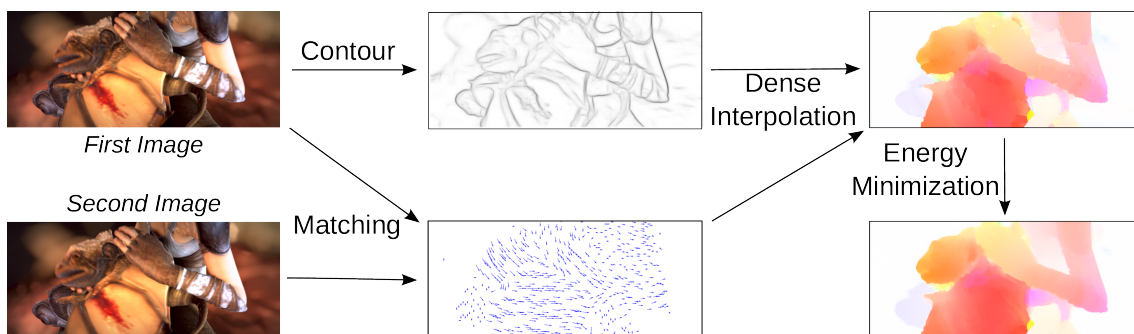 Contour
Dense
Interpolation
First Image
Energy
Minimization
Second Image
Matching